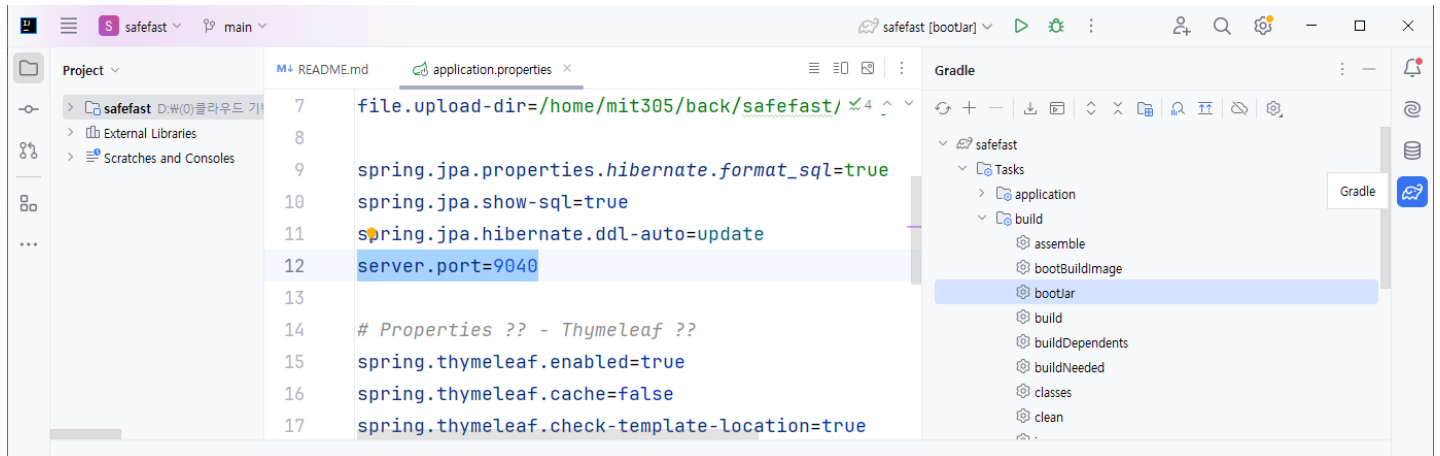 S safefast main safefast [bootJar]
Project
safefast D:₩(0)클라우드
External Libraries
Scratches and Consoles
M↓ README.md application.properties
7 file.upload-dir=/home/mit305/back/safefast/ 4
8
9 spring.jpa.properties.hibernate.format_sql=true
10 spring.jpa.show-sql=true
11 spring.jpa.hibernate.ddl-auto=update
12 server.port=9040
13
14 # Properties ?? - Thymeleaf ??
15 spring.thymeleaf.enabled=true
16 spring.thymeleaf.cache=false
17 spring.thymeleaf.check-template-location=true
Gradle
safefast
Tasks
application
build
assemble
bootBuildImage
bootJar
build
buildDependents
buildNeeded
classes
clean
Gradle